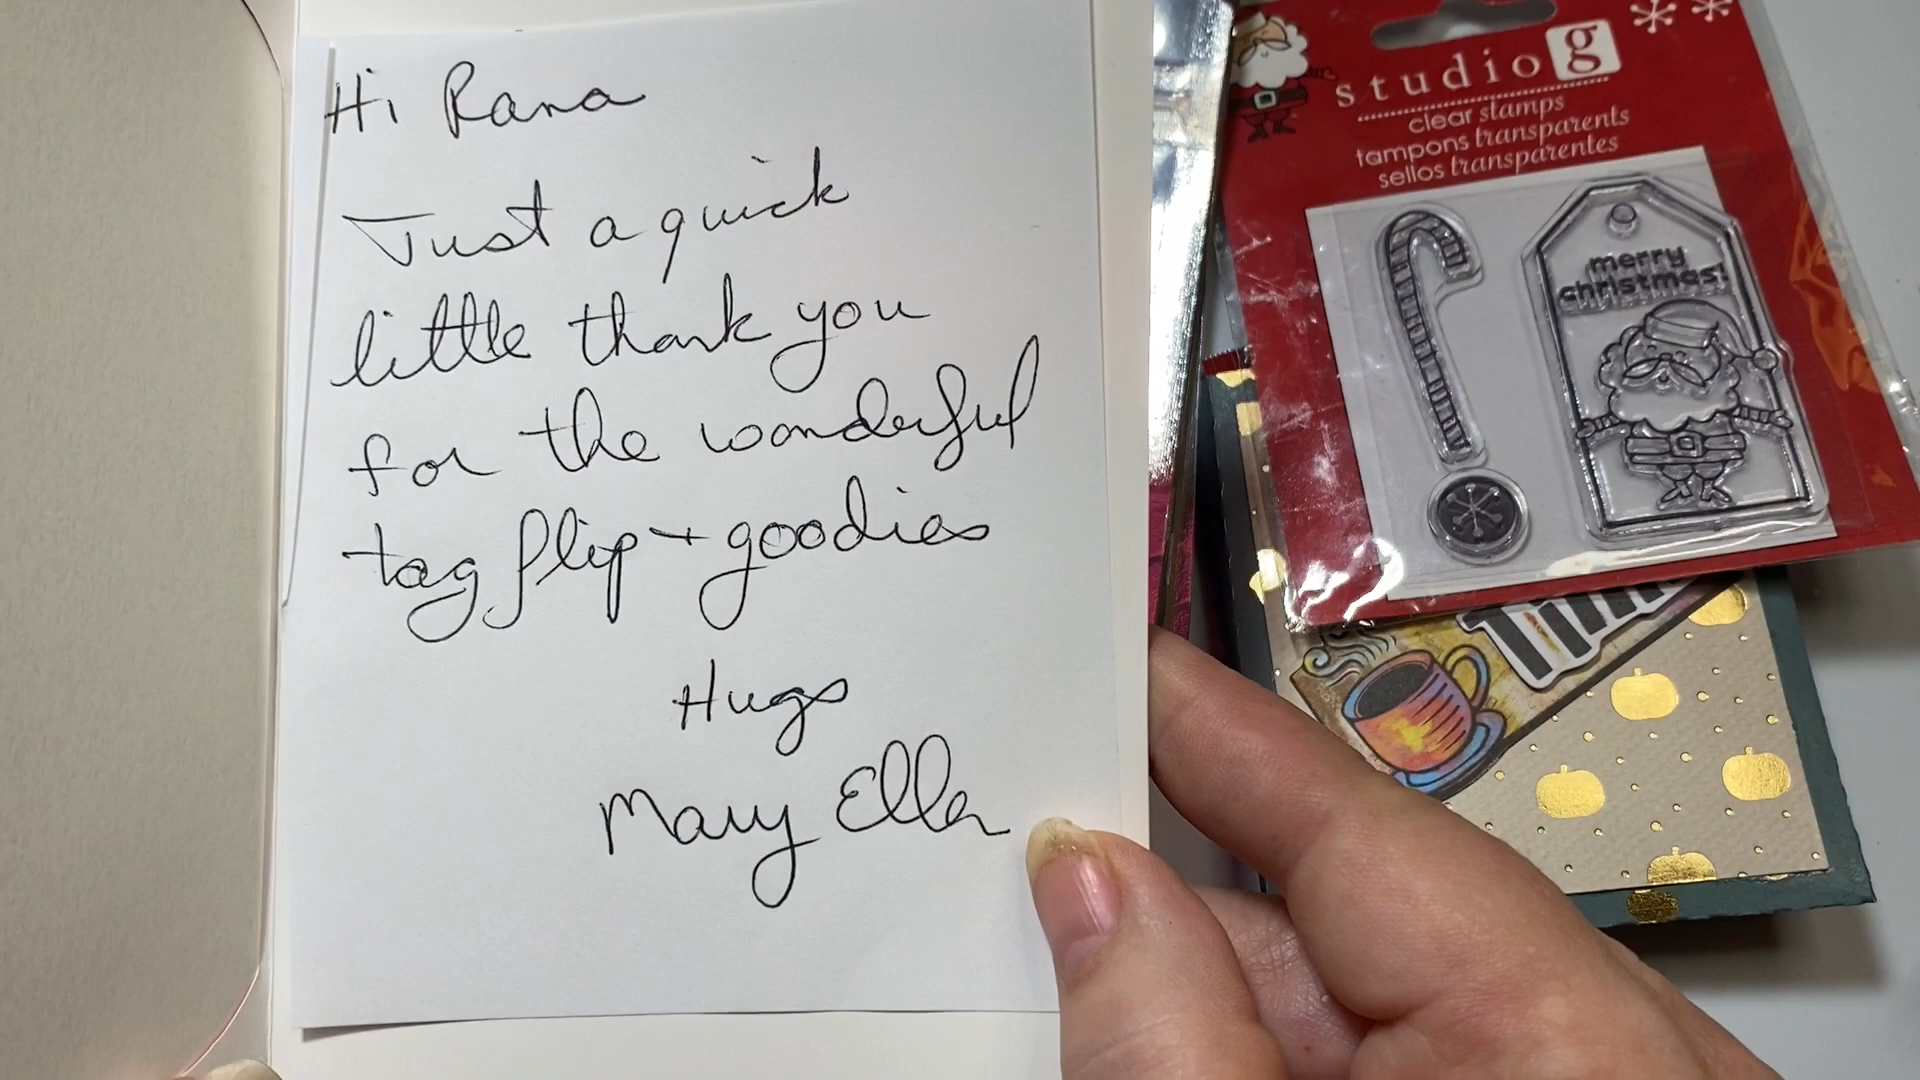 Hi Rana
Just a quick
little thank you
for the wonderful
tag flip + goodies
Hugs
Mary Ellen
studio g
clear stamps
tampons transparents
sellos transparentes
merry
christmas!